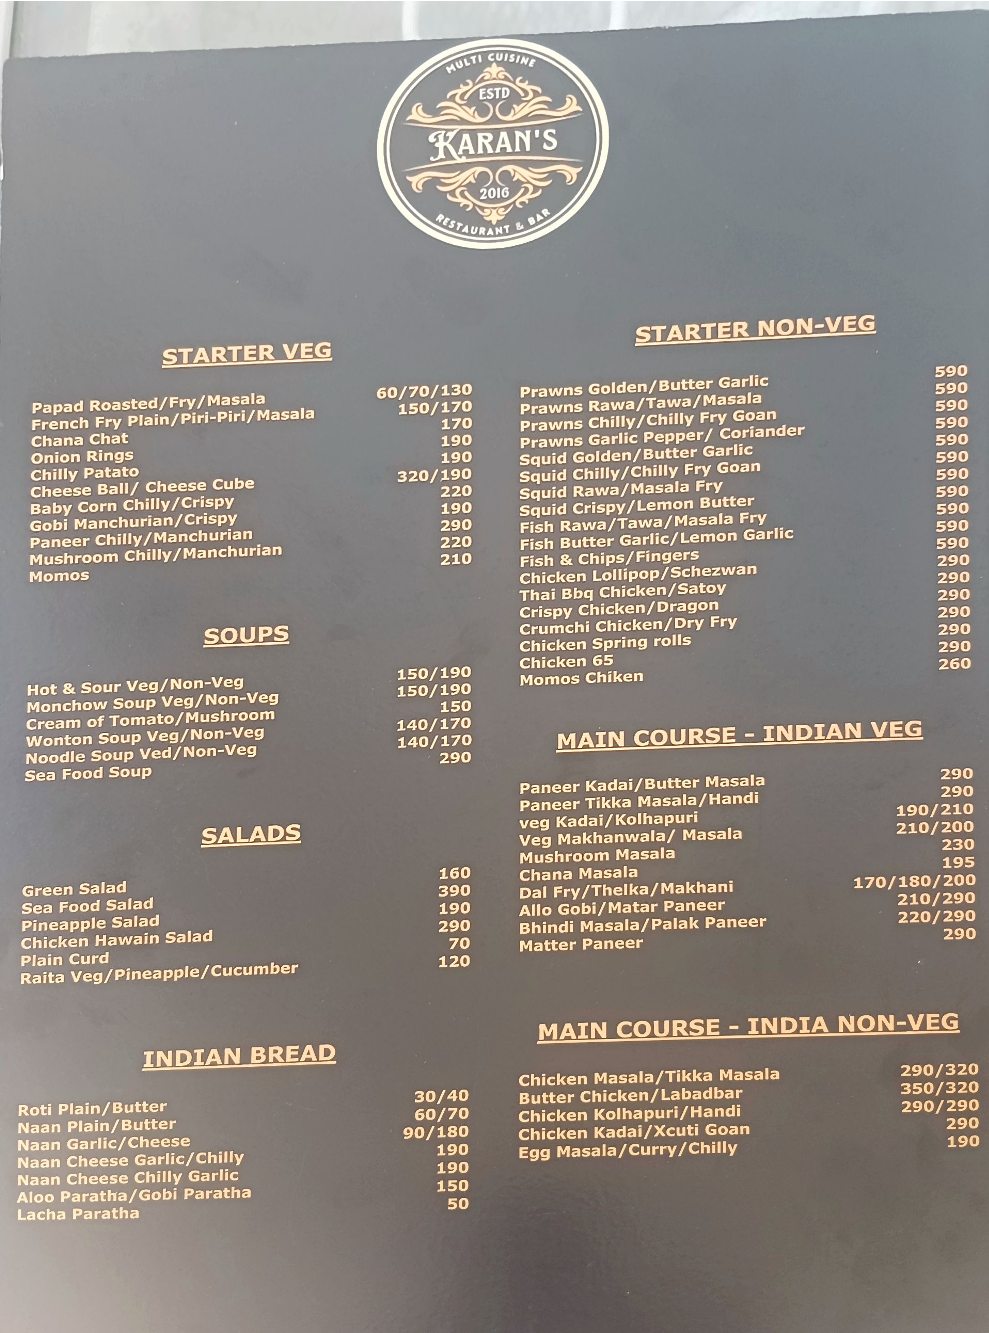 MULTI CUISINE
ESTD
KARAN'S
2016
RESTAURANT & BAR
STARTER VEG
Papad Roasted/Fry/Masala 60/70/130
French Fry Plain/Piri-Piri/Masala 150/170
Chana Chat 170
Onion Rings 190
Chilly Patato 190
Cheese Ball/ Cheese Cube 320/190
Baby Corn Chilly/Crispy 220
Gobi Manchurian/Crispy 190
Paneer Chilly/Manchurian 290
Mushroom Chilly/Manchurian 220
Momos 210
SOUPS
Hot & Sour Veg/Non-Veg 150/190
Monchow Soup Veg/Non-Veg 150/190
Cream of Tomato/Mushroom 150
Wonton Soup Veg/Non-Veg 140/170
Noodle Soup Ved/Non-Veg 140/170
Sea Food Soup 290
SALADS
Green Salad 160
Sea Food Salad 390
Pineapple Salad 190
Chicken Hawain Salad 290
Plain Curd 70
Raita Veg/Pineapple/Cucumber 120
INDIAN BREAD
Roti Plain/Butter 30/40
Naan Plain/Butter 60/70
Naan Garlic/Cheese 90/180
Naan Cheese Garlic/Chilly 190
Naan Cheese Chilly Garlic 190
Aloo Paratha/Gobi Paratha 150
Lacha Paratha 50
STARTER NON-VEG
Prawns Golden/Butter Garlic 590
Prawns Rawa/Tawa/Masala 590
Prawns Chilly/Chilly Fry Goan 590
Prawns Garlic Pepper/ Coriander 590
Squid Golden/Butter Garlic 590
Squid Chilly/Chilly Fry Goan 590
Squid Rawa/Masala Fry 590
Squid Crispy/Lemon Butter 590
Fish Rawa/Tawa/Masala Fry 590
Fish Butter Garlic/Lemon Garlic 590
Fish & Chips/Fingers 590
Chicken Lollipop/Schezwan 290
Thai Bbq Chicken/Satoy 290
Crispy Chicken/Dragon 290
Crumchi Chicken/Dry Fry 290
Chicken Spring rolls 290
Chicken 65 290
Momos Chiken 260
MAIN COURSE - INDIAN VEG
Paneer Kadai/Butter Masala 290
Paneer Tikka Masala/Handi 290
veg Kadai/Kolhapuri 190/210
Veg Makhanwala/ Masala 210/200
Mushroom Masala 230
Chana Masala 195
Dal Fry/Thelka/Makhani 170/180/200
Allo Gobi/Matar Paneer 210/290
Bhindi Masala/Palak Paneer 220/290
Matter Paneer 290
MAIN COURSE - INDIA NON-VEG
Chicken Masala/Tikka Masala 290/320
Butter Chicken/Labadbar 350/320
Chicken Kolhapuri/Handi 290/290
Chicken Kadai/Xcuti Goan 290
Egg Masala/Curry/Chilly 190